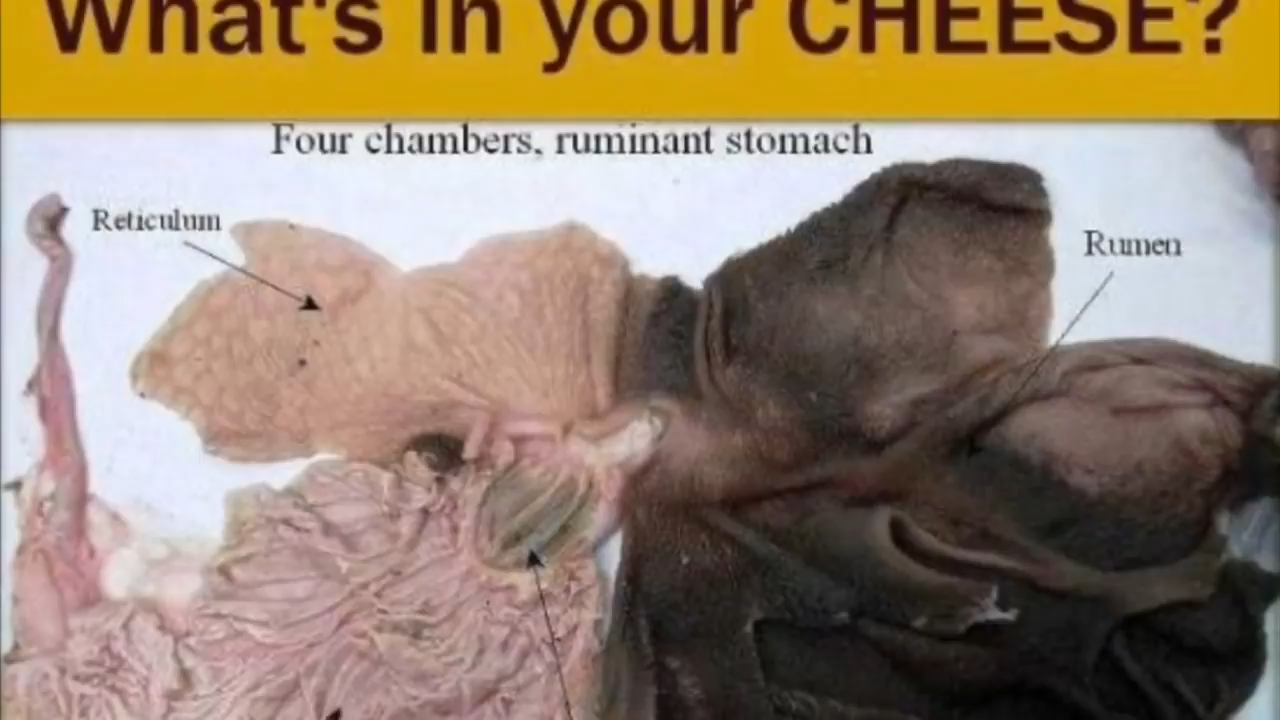 What's in your CHEESE?
Four chambers, ruminant stomach
Reticulum
Rumen